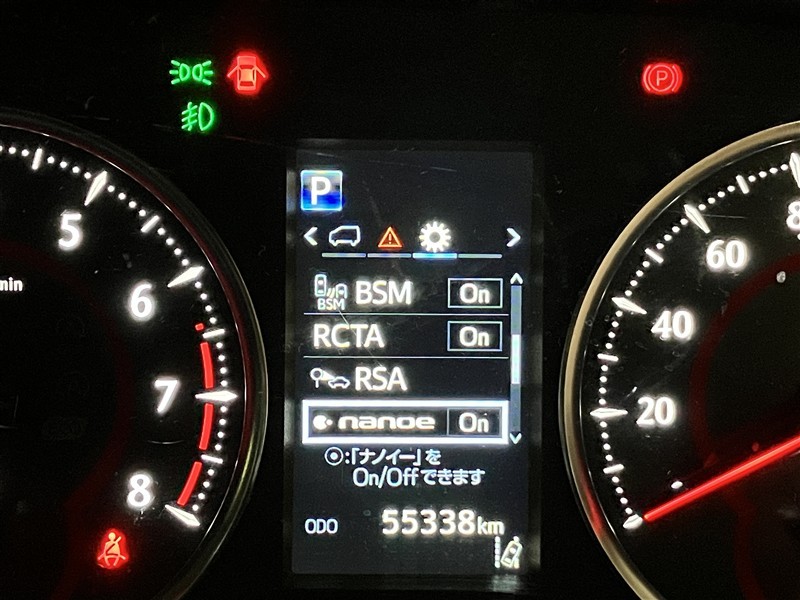 P
BSM
BSM On
RCTA On
RSA
nanoe On
:「ナノイー」を
On/Offできます
ODO 55338km
5
6
7
8
min
20
40
60
P